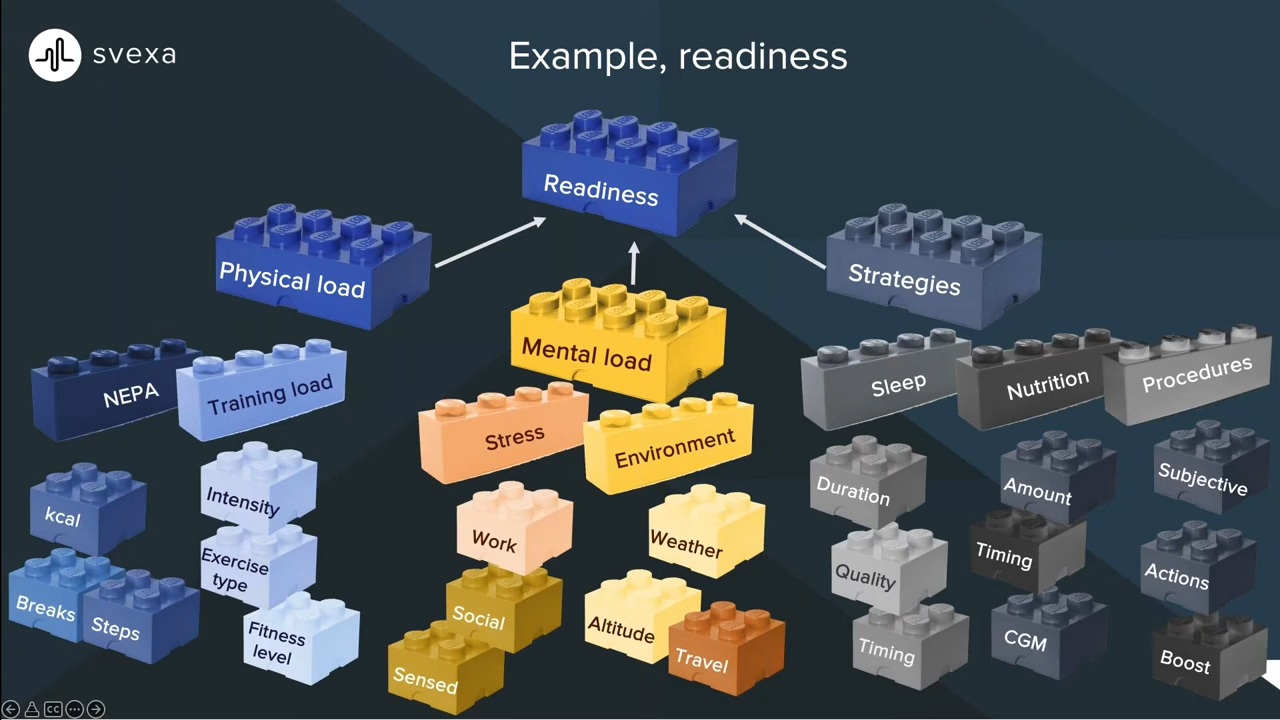 svexa
Example, readiness
Readiness
Physical load
Mental load
Strategies
NEPA
Training load
Stress
Environment
Sleep
Nutrition
Procedures
kcal
Breaks
Steps
Intensity
Exercise
type
Fitness
level
Work
Social
Sensed
Weather
Altitude
Travel
Duration
Quality
Timing
Amount
Timing
CGM
Subjective
Actions
Boost
CC